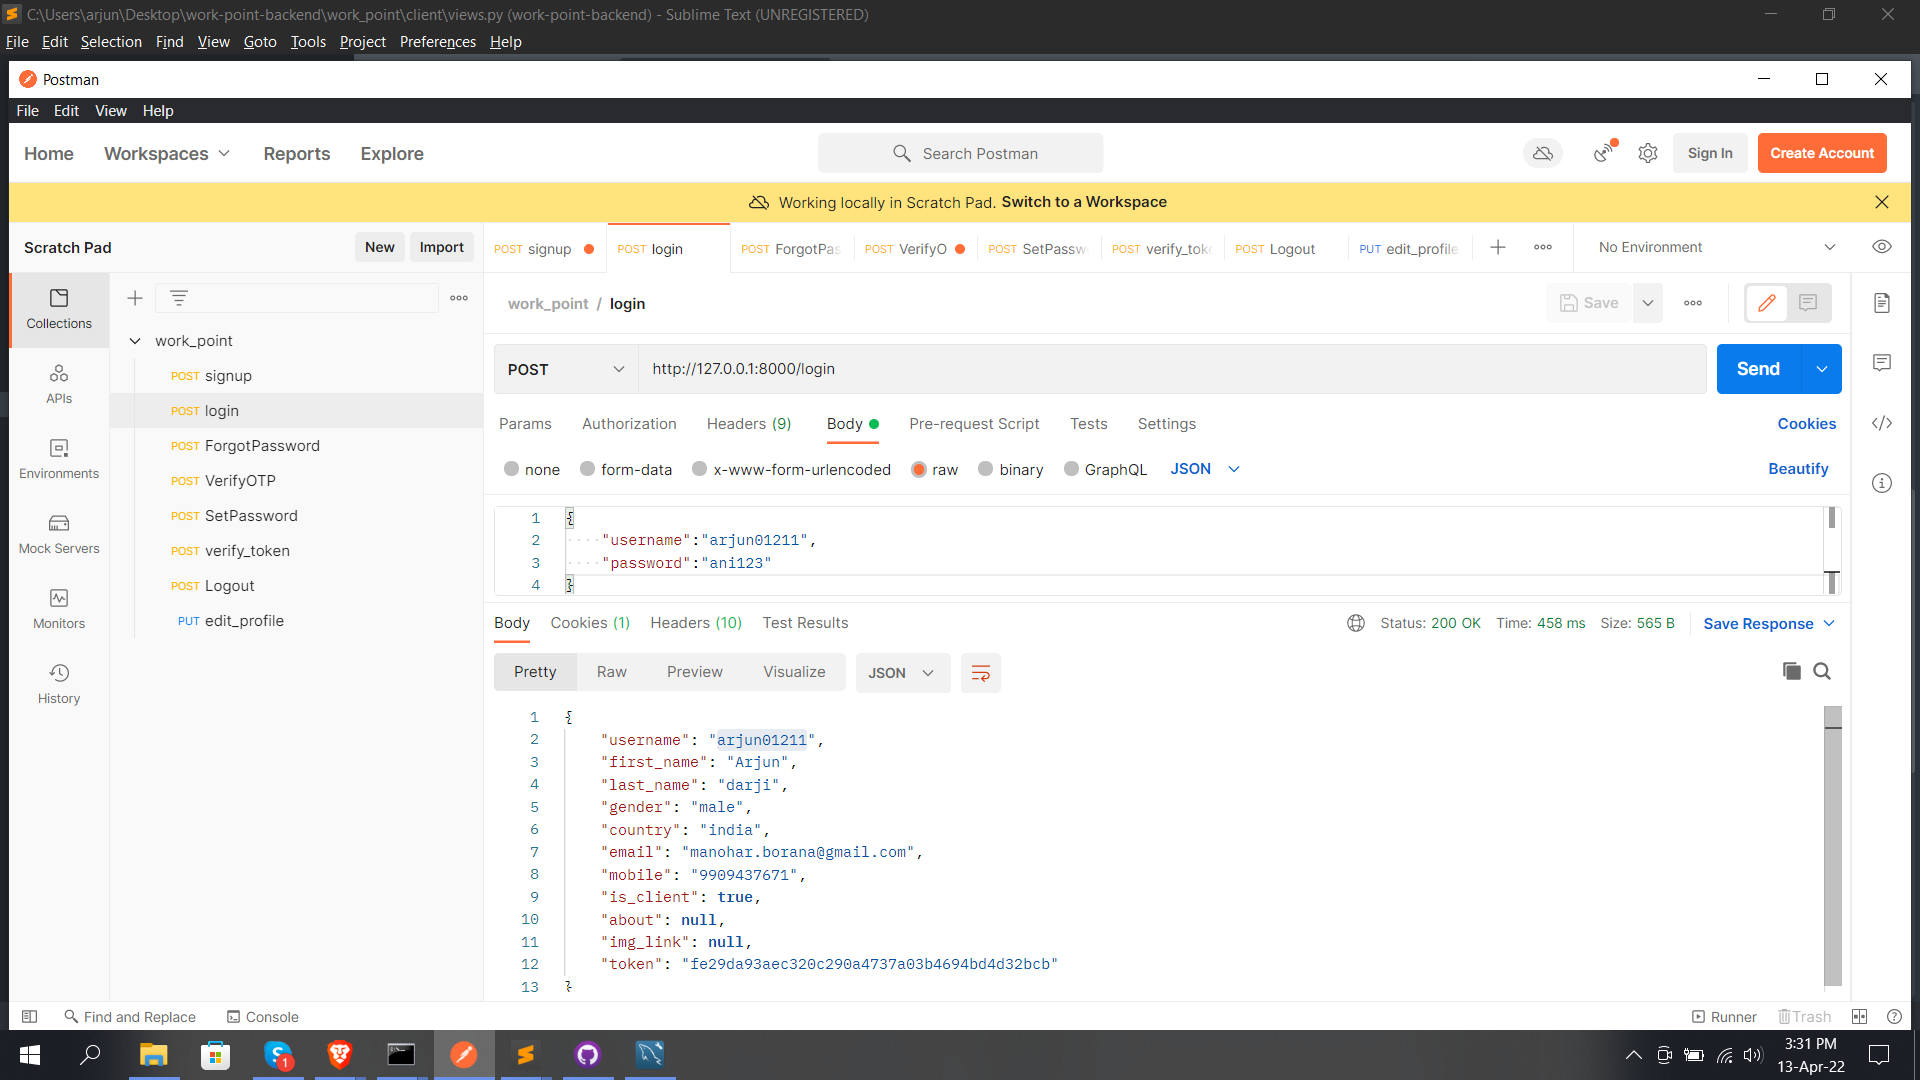 C:\Users\arjun\Desktop\work-point-backend\work_point\client\views.py (work-point-backend) - Sublime Text (UNREGISTERED)
File Edit Selection Find View Goto Tools Project Preferences Help
Postman
File Edit View Help
Home Workspaces Reports Explore Search Postman Sign In Create Account
Working locally in Scratch Pad. Switch to a Workspace
Scratch Pad New Import POST signup POST login POST ForgotPas POST VerifyO POST SetPassw POST verify_tok POST Logout PUT edit_profile No Environment
Collections
APIs
Environments
Mock Servers
Monitors
History
work_point
POST signup
POST login
POST ForgotPassword
POST VerifyOTP
POST SetPassword
POST verify_token
POST Logout
PUT edit_profile
work_point / login Save
POST http://127.0.0.1:8000/login Send
Params Authorization Headers (9) Body Pre-request Script Tests Settings Cookies
none form-data x-www-form-urlencoded raw binary GraphQL JSON Beautify
1 {
2 "username":"arjun01211",
3 "password":"ani123"
4 }
Body Cookies (1) Headers (10) Test Results Status: 200 OK Time: 458 ms Size: 565 B Save Response
Pretty Raw Preview Visualize JSON
1 {
2 "username": "arjun01211",
3 "first_name": "Arjun",
4 "last_name": "darji",
5 "gender": "male",
6 "country": "india",
7 "email": "manohar.borana@gmail.com",
8 "mobile": "9909437671",
9 "is_client": true,
10 "about": null,
11 "img_link": null,
12 "token": "fe29da93aec320c290a4737a03b4694bd4d32bcb"
13 }
Find and Replace Console Runner Trash
1
3:31 PM
13-Apr-22